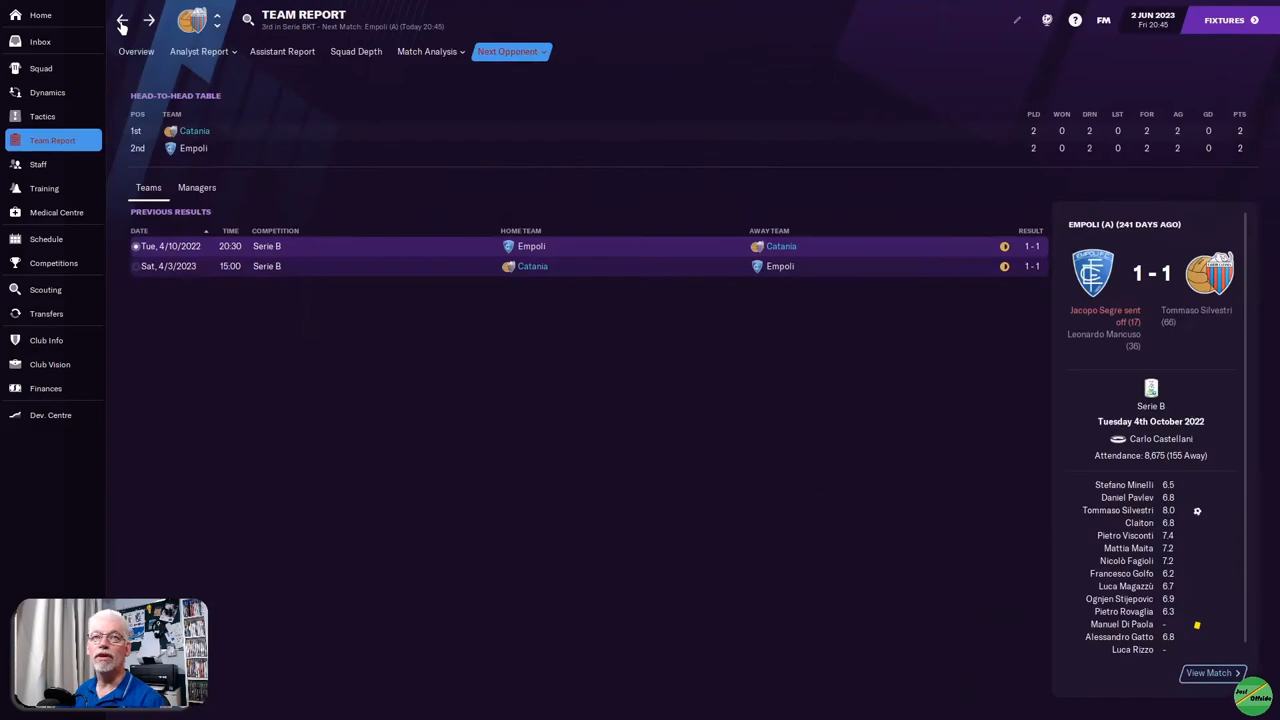 Home
Inbox
Squad
Dynamics
Tactics
Team Report
Staff
Training
Medical Centre
Schedule
Competitions
Scouting
Transfers
Club Info
Club Vision
Finances
Dev. Centre
TEAM REPORT
3rd in Serie BKT - Next Match: Empoli (A) (Today 20:45)
? FM
2 JUN 2023
Fri 20:45
FIXTURES
Overview Analyst Report Assistant Report Squad Depth Match Analysis Next Opponent
HEAD-TO-HEAD TABLE
POS TEAM PLD WON DRN LST FOR AG GD PTS
1st Catania 2 0 2 0 2 2 0 2
2nd Empoli 2 0 2 0 2 2 0 2
Teams Managers
PREVIOUS RESULTS
DATE TIME COMPETITION HOME TEAM AWAY TEAM RESULT
Tue, 4/10/2022 20:30 Serie B Empoli Catania 1 - 1
Sat, 4/3/2023 15:00 Serie B Catania Empoli 1 - 1
EMPOLI (A) (241 DAYS AGO)
1 - 1
Jacopo Segre sent off (17)
Leonardo Mancuso (36)
Tommaso Silvestri (66)
Serie B
Tuesday 4th October 2022
Carlo Castellani
Attendance: 8,675 (155 Away)
Stefano Minelli 6.5
Daniel Pavlev 6.8
Tommaso Silvestri 8.0
Claiton 6.8
Pietro Visconti 7.4
Mattia Maita 7.2
Nicolò Fagioli 7.2
Francesco Golfo 6.2
Luca Magazzù 6.7
Ognjen Stijepovic 6.9
Pietro Rovaglia 6.3
Manuel Di Paola -
Alessandro Gatto 6.8
Luca Rizzo -
View Match
Just
Offside